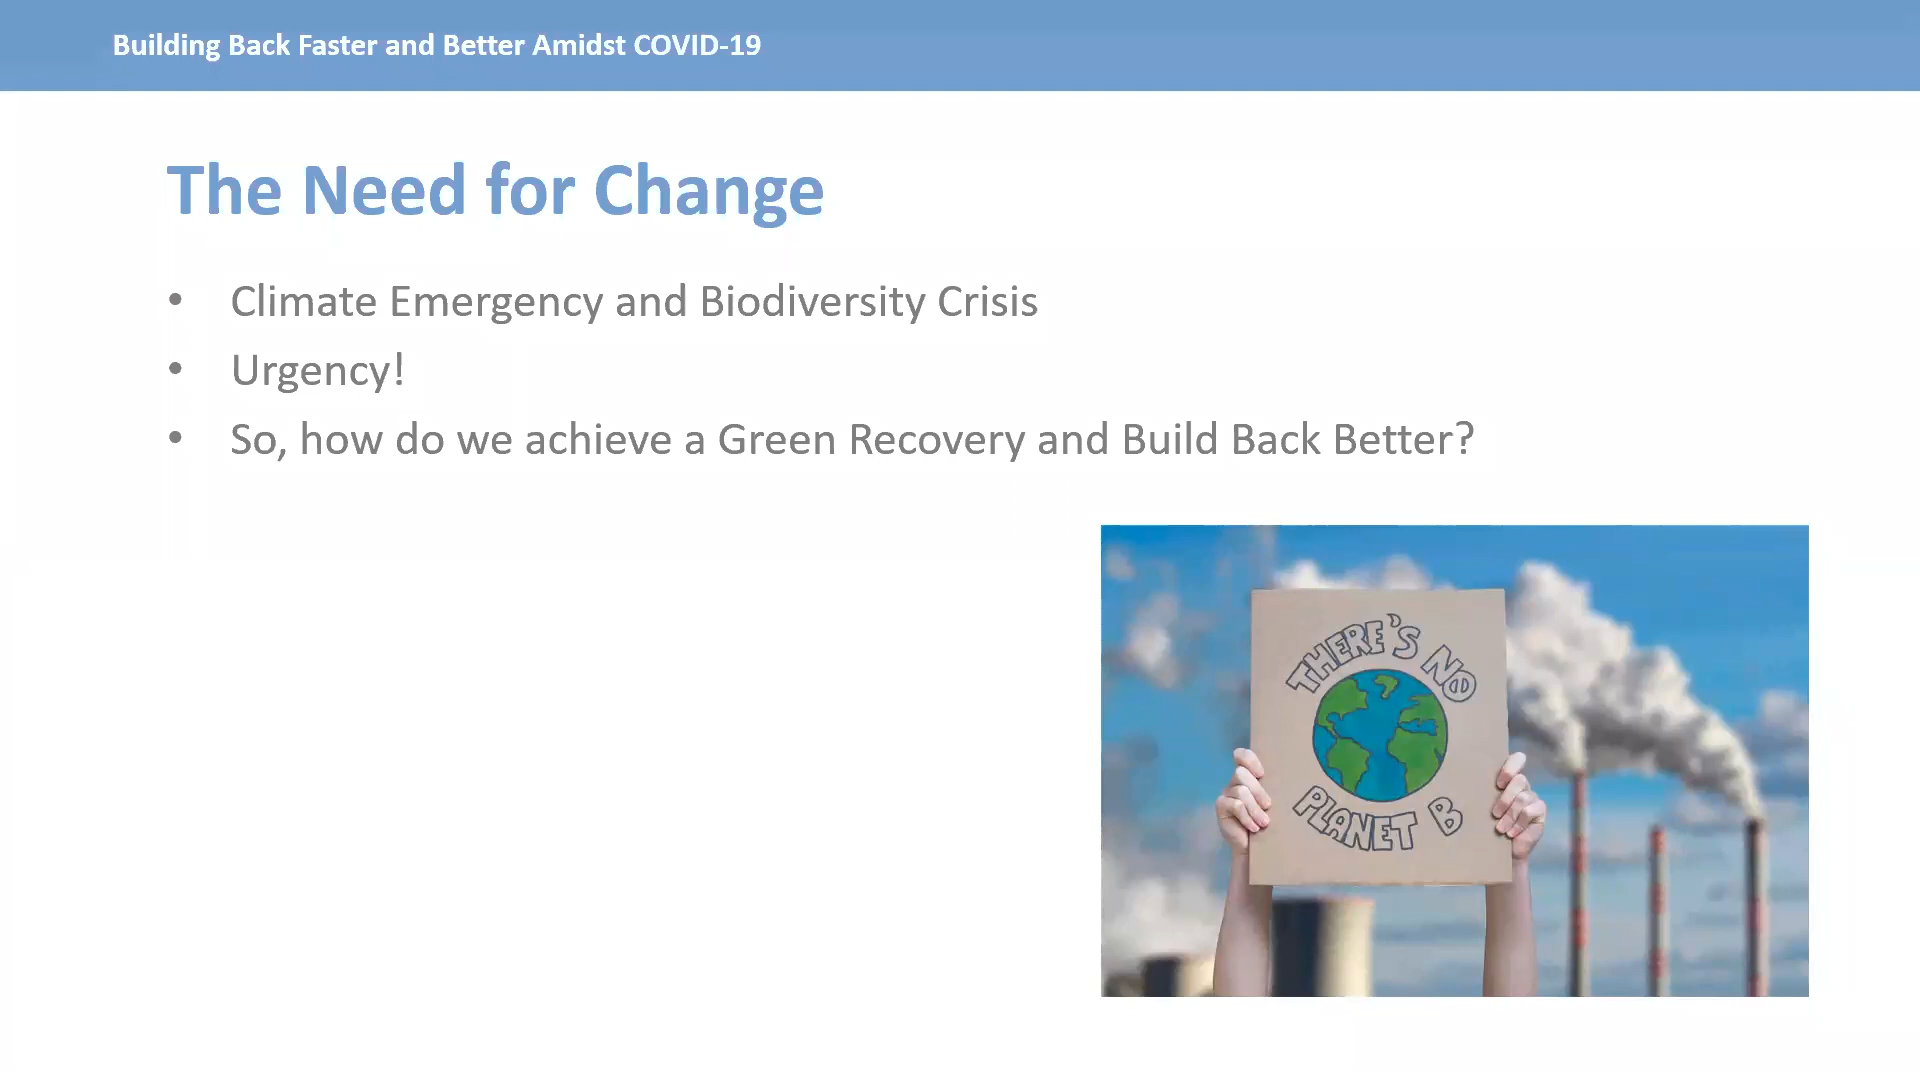 Building Back Faster and Better Amidst COVID-19
The Need for Change
• Climate Emergency and Biodiversity Crisis
• Urgency!
• So, how do we achieve a Green Recovery and Build Back Better?
THERE'S NO
PLANET B